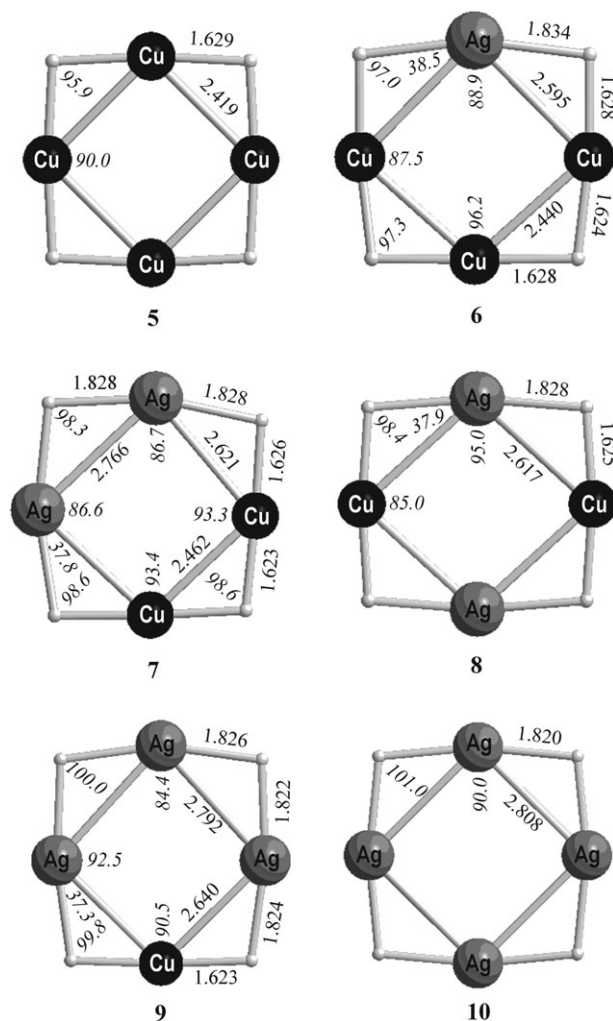 Cu 1.629
95.9 2.419
Cu 90.0 Cu
Cu
5
Ag 1.834
97.0 38.5 88.9 2.595 1.628
Cu 87.5 Cu
97.3 96.2 2.440 1.624
Cu 1.628
6
1.828 Ag 1.828
98.3 2.766 86.7 2.621 1.626
Ag 86.6 93.3 Cu
37.8 98.6 93.4 2.462 98.6 1.623
Cu
7
Ag 1.828
98.4 37.9 95.0 2.617 1.625
Cu 85.0 Cu
Ag
8
Ag 1.826
100.0 84.4 2.792 1.822
Ag 92.5 Ag
37.3 99.8 90.5 2.640 1.824
Cu 1.623
9
Ag 1.820
101.0 90.0 2.808
Ag Ag
Ag
10